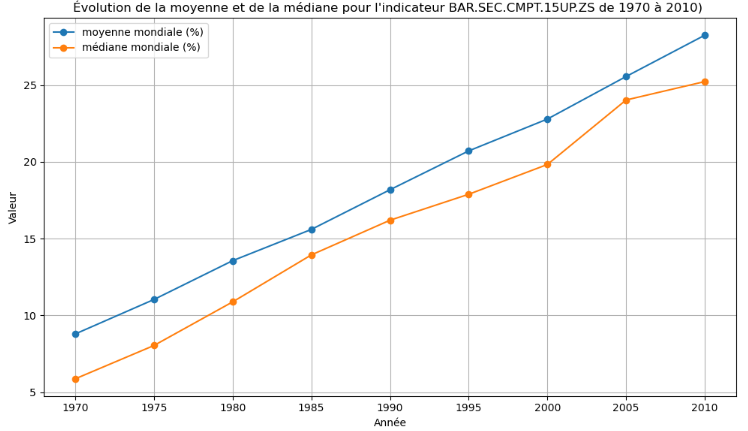 Évolution de la moyenne et de la médiane pour l'indicateur BAR.SEC.CMPT.15UP.ZS de 1970 à 2010)
moyenne mondiale (%)
médiane mondiale (%)
Valeur
25
20
15
10
5
1970 1975 1980 1985 1990 1995 2000 2005 2010
Année